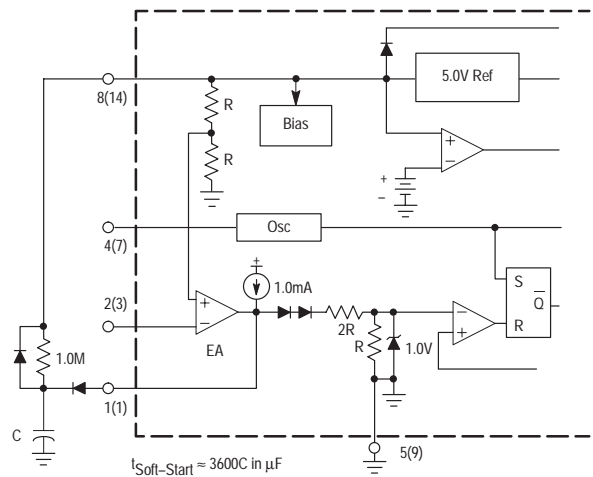 8(14)
R
R
Bias
5.0V Ref
+
−
+
−
4(7)
Osc
+
1.0mA
2(3)
+
−
EA
2R
R
1.0V
−
+
S
Q
R
1.0M
1(1)
C
5(9)
tSoft–Start ≈ 3600C in µF